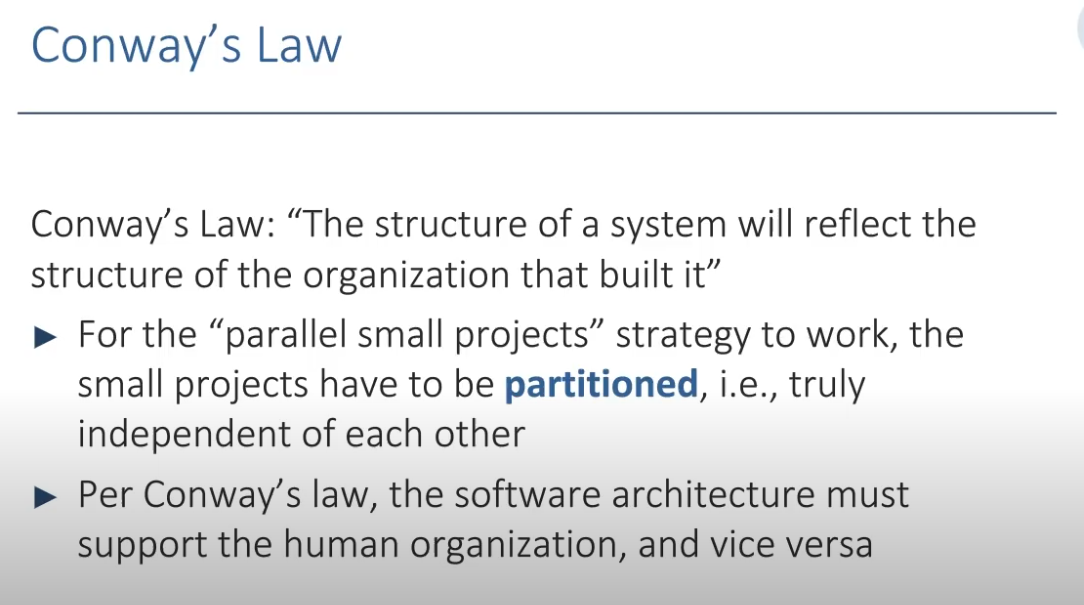 Conway’s Law
Conway’s Law: “The structure of a system will reflect the
structure of the organization that built it”
► For the “parallel small projects” strategy to work, the
small projects have to be partitioned, i.e., truly
independent of each other
► Per Conway’s law, the software architecture must
support the human organization, and vice versa